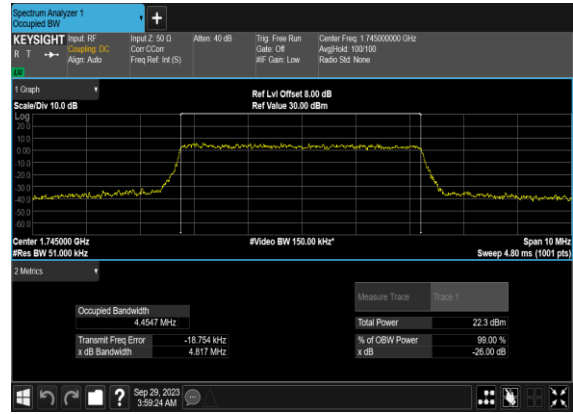 Spectrum Analyzer 1
Occupied BW
+
KEYSIGHT Input: RF Input Z: 50 Ω Atten: 40 dB Trig: Free Run Center Freq: 1.745000000 GHz
R T Coupling: DC Corr CCorr Gate: Off Avg|Hold: 100/100
Align: Auto Freq Ref: Int (S) #IF Gain: Low Radio Std: None
LXI
1 Graph
Ref Lvl Offset 8.00 dB
Scale/Div 10.0 dB Ref Value 30.00 dBm
Log
20.0
10.0
0.00
-10.0
-20.0
-30.0
-40.0
-50.0
-60.0
Center 1.745000 GHz #Video BW 150.00 kHz* Span 10 MHz
#Res BW 51.000 kHz Sweep 4.80 ms (1001 pts)
2 Metrics
Measure Trace Trace 1
Occupied Bandwidth
4.4547 MHz Total Power 22.3 dBm
Transmit Freq Error -18.754 kHz % of OBW Power 99.00 %
x dB Bandwidth 4.817 MHz x dB -26.00 dB
? Sep 29, 2023
3:59:24 AM